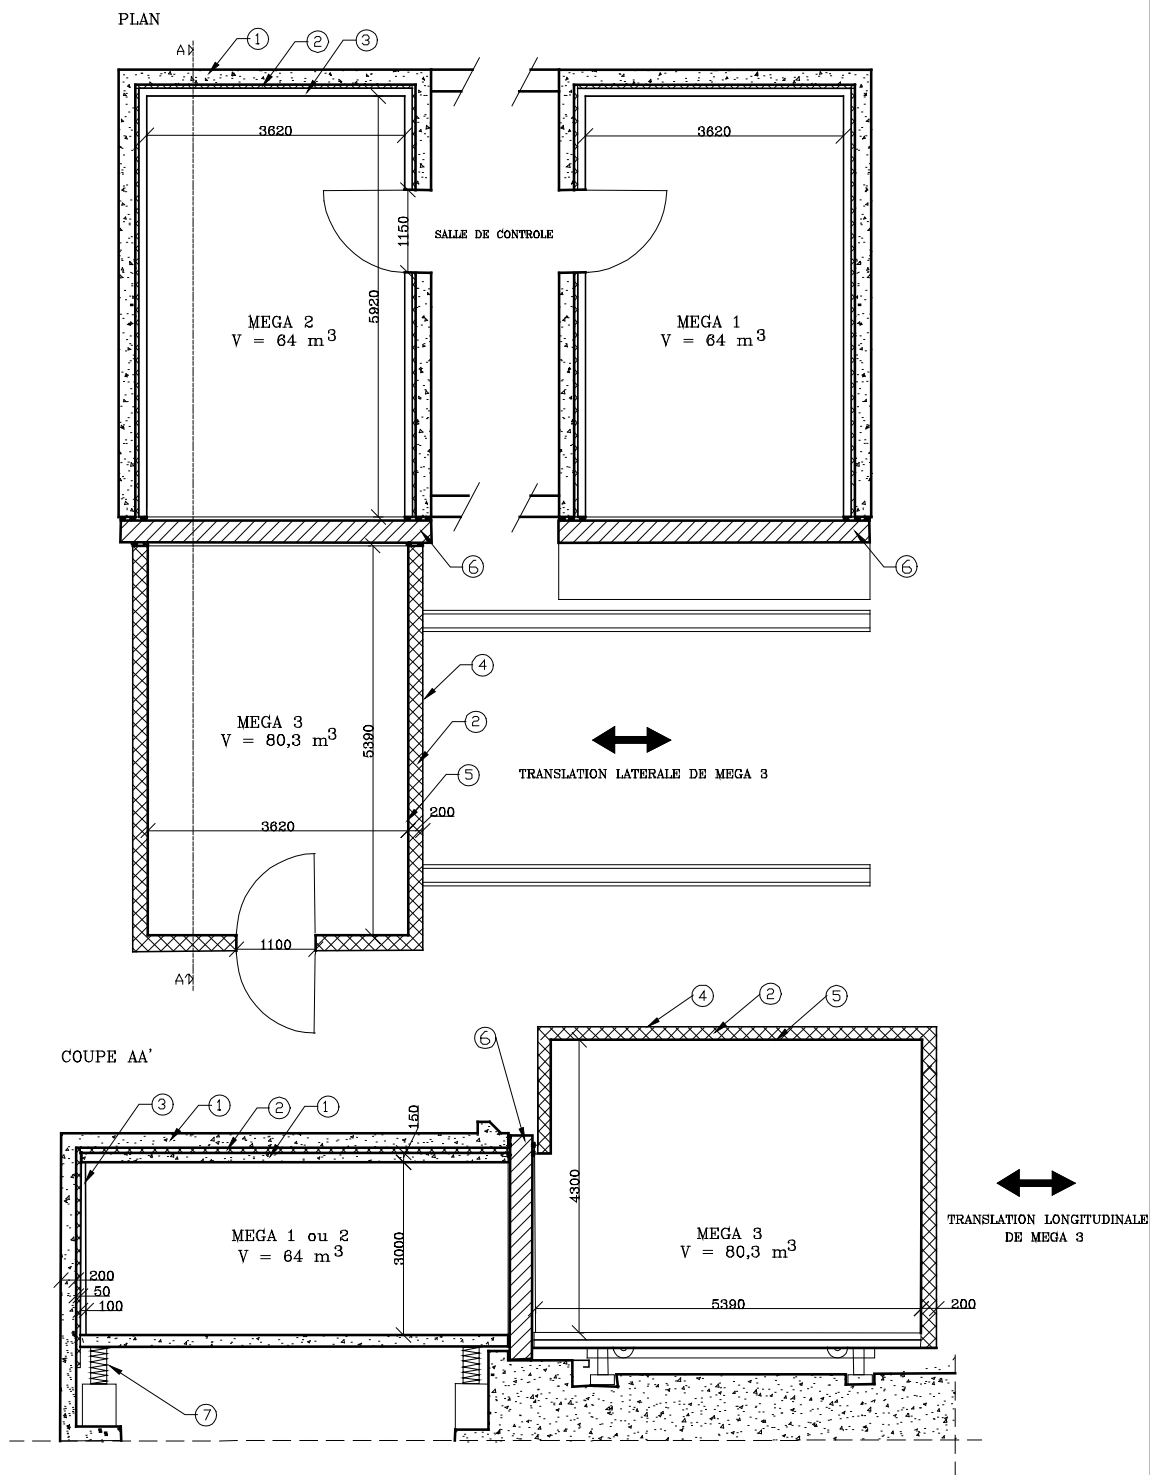 PLAN
A
1
2
3
3620
3620
1150
SALLE DE CONTROLE
5920
MEGA 2
V = 64 m3
MEGA 1
V = 64 m3
6
6
4
MEGA 3
V = 80,3 m3
2
5390
TRANSLATION LATERALE DE MEGA 3
5
200
3620
1100
A'
4
2
5
6
COUPE AA'
3
1
2
1
150
4300
MEGA 1 ou 2
V = 64 m3
3000
MEGA 3
V = 80,3 m3
TRANSLATION LONGITUDINALE
DE MEGA 3
200
50
100
5390
200
7